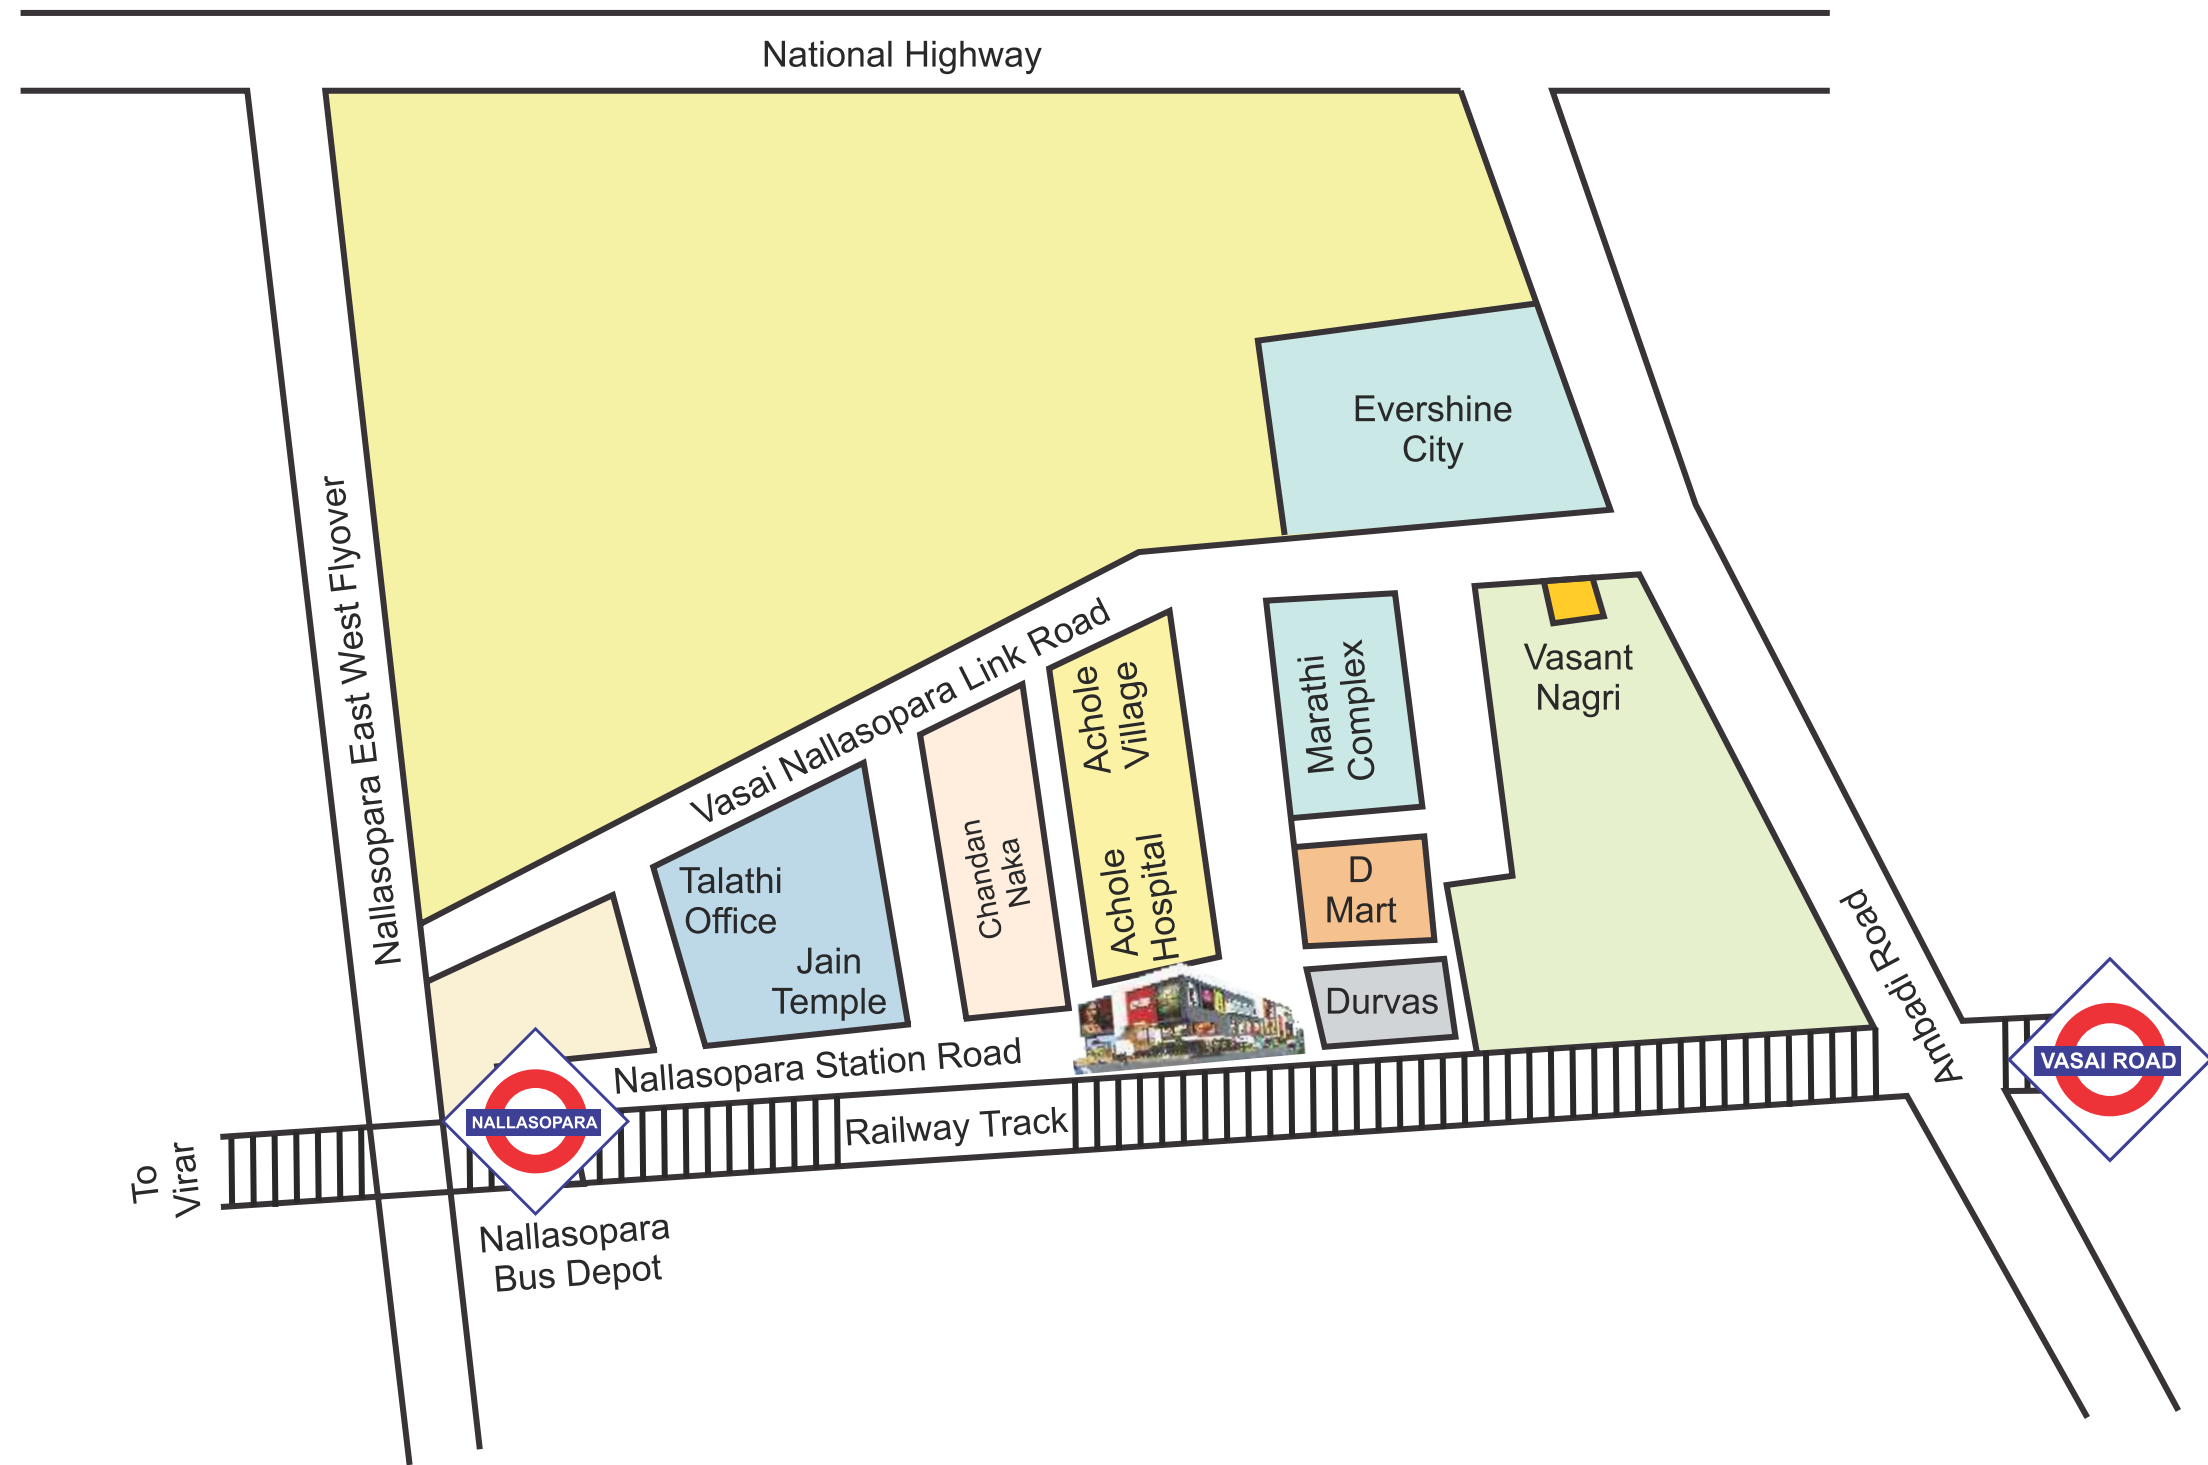 National Highway
Evershine
City
Nallasopara East West Flyover
Vasai Nallasopara Link Road
Achole
Village
Marathi
Complex
Vasant
Nagri
Talathi
Office
Jain
Temple
Chandan
Naka
Achole
Hospital
D
Mart
Durvas
Ambadi Road
VASAI ROAD
Nallasopara Station Road
NALLASOPARA
Railway Track
To
Virar
Nallasopara
Bus Depot